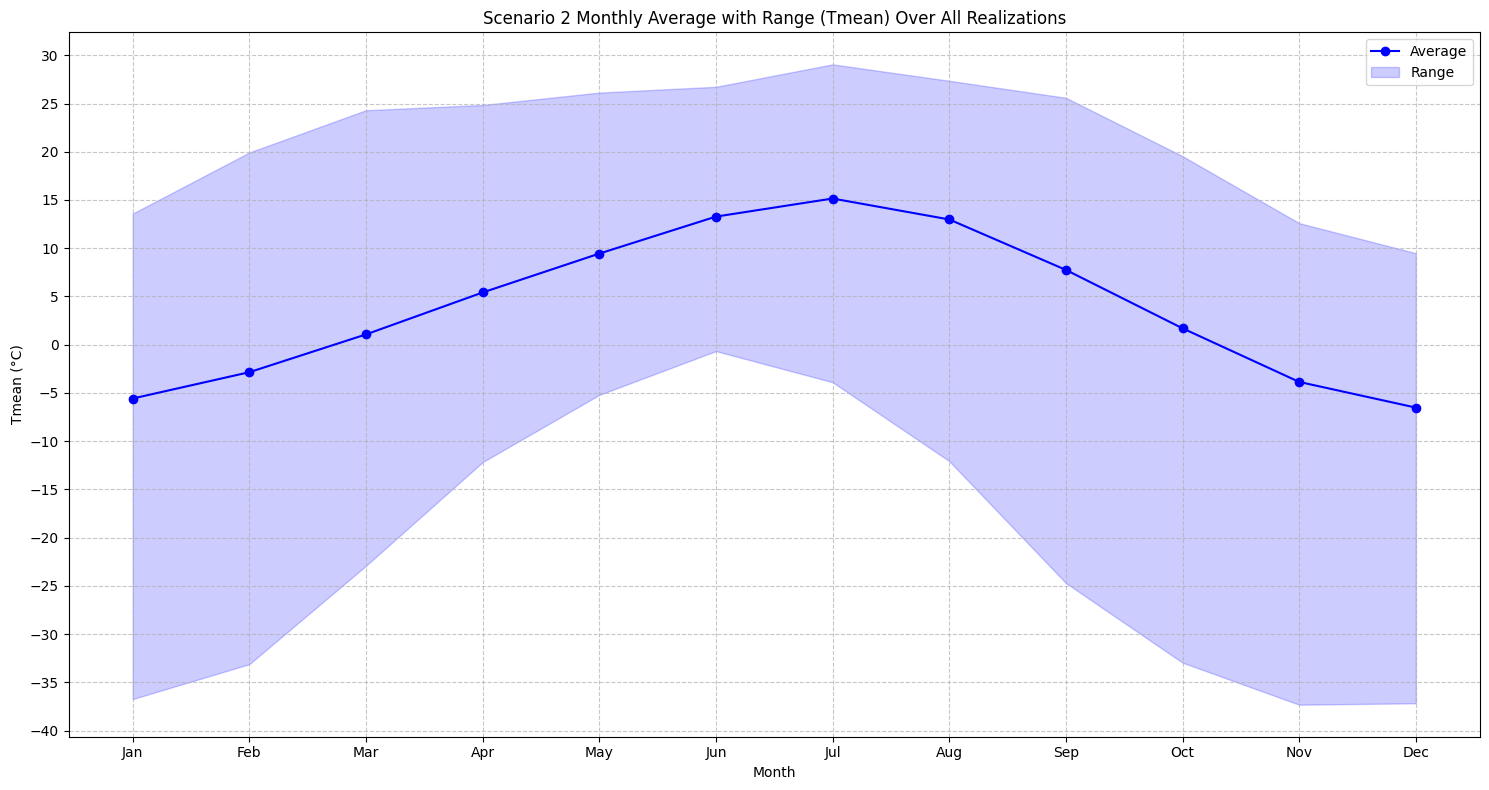 Scenario 2 Monthly Average with Range (Tmean) Over All Realizations
Average
Range
Tmean (°C)
30
25
20
15
10
5
0
−5
−10
−15
−20
−25
−30
−35
−40
Jan Feb Mar Apr May Jun Jul Aug Sep Oct Nov Dec
Month